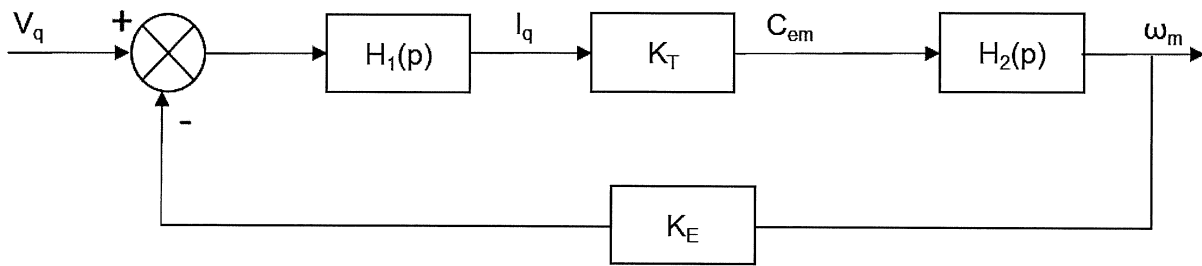 V_q + H_1(p) I_q K_T C_em H_2(p) ω_m
-
K_E